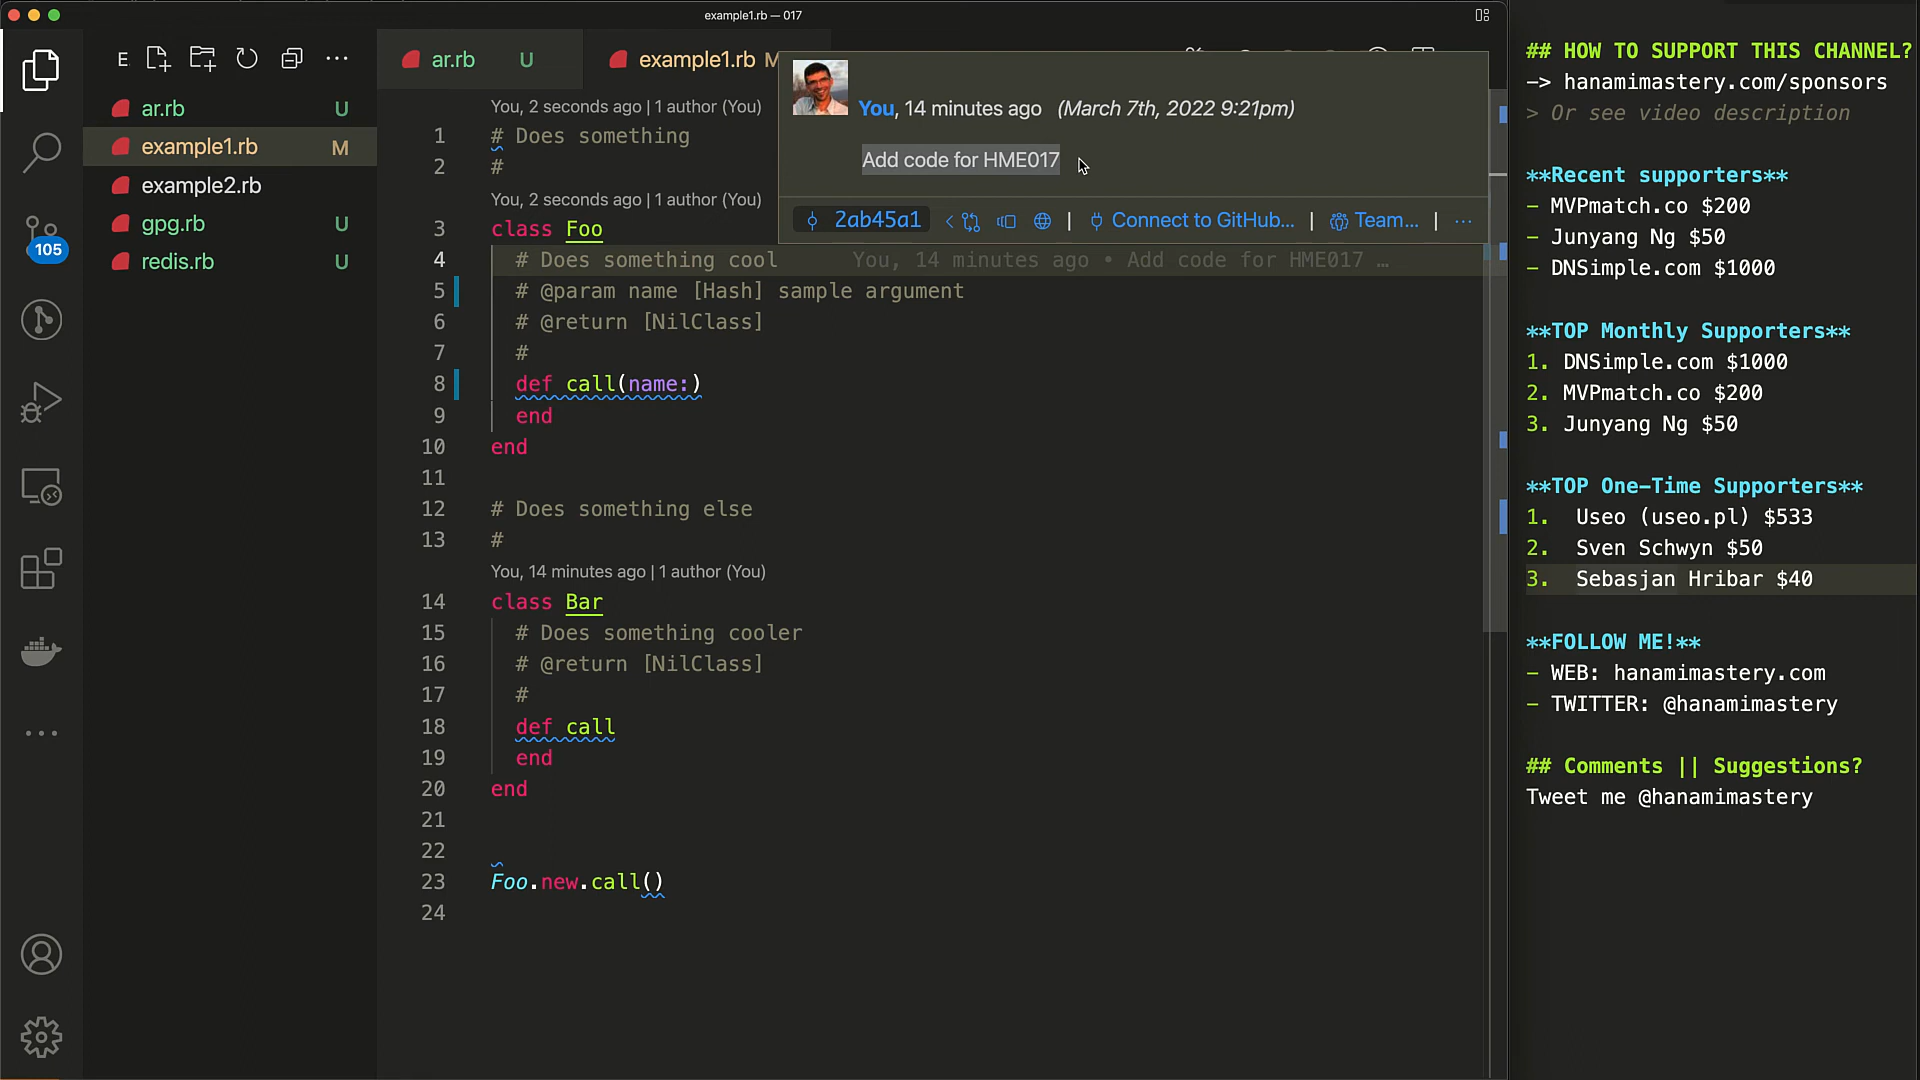 example1.rb — 017
E
ar.rb U
example1.rb M
example2.rb
gpg.rb U
redis.rb U
105
ar.rb U
example1.rb M
You, 14 minutes ago (March 7th, 2022 9:21pm)
Add code for HME017
2ab45a1 | Connect to GitHub... | Team... | ...
You, 2 seconds ago | 1 author (You)
1 # Does something
2 #
You, 2 seconds ago | 1 author (You)
3 class Foo
4 # Does something cool You, 14 minutes ago • Add code for HME017 …
5 # @param name [Hash] sample argument
6 # @return [NilClass]
7 #
8 def call(name:)
9 end
10 end
11
12 # Does something else
13 #
You, 14 minutes ago | 1 author (You)
14 class Bar
15 # Does something cooler
16 # @return [NilClass]
17 #
18 def call
19 end
20 end
21
22
23 Foo.new.call()
24
## HOW TO SUPPORT THIS CHANNEL?
-> hanamimastery.com/sponsors
> Or see video description
**Recent supporters**
- MVPmatch.co $200
- Junyang Ng $50
- DNSimple.com $1000
**TOP Monthly Supporters**
1. DNSimple.com $1000
2. MVPmatch.co $200
3. Junyang Ng $50
**TOP One-Time Supporters**
1. Useo (useo.pl) $533
2. Sven Schwyn $50
3. Sebasjan Hribar $40
**FOLLOW ME!**
- WEB: hanamimastery.com
- TWITTER: @hanamimastery
## Comments || Suggestions?
Tweet me @hanamimastery